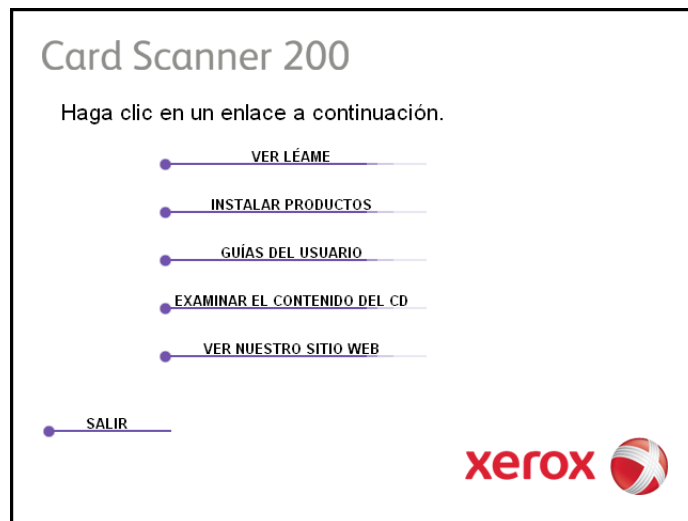 Card Scanner 200
Haga clic en un enlace a continuación.
VER LÉAME
INSTALAR PRODUCTOS
GUÍAS DEL USUARIO
EXAMINAR EL CONTENIDO DEL CD
VER NUESTRO SITIO WEB
SALIR
xerox